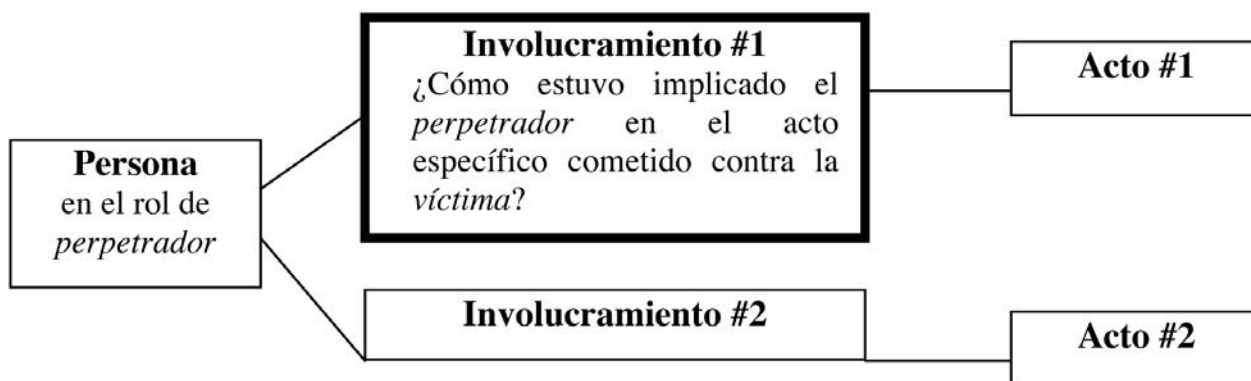 Persona
en el rol de
perpetrador
Involucramiento #1
¿Cómo estuvo implicado el
perpetrador en el acto
específico cometido contra la
víctima?
Acto #1
Involucramiento #2
Acto #2